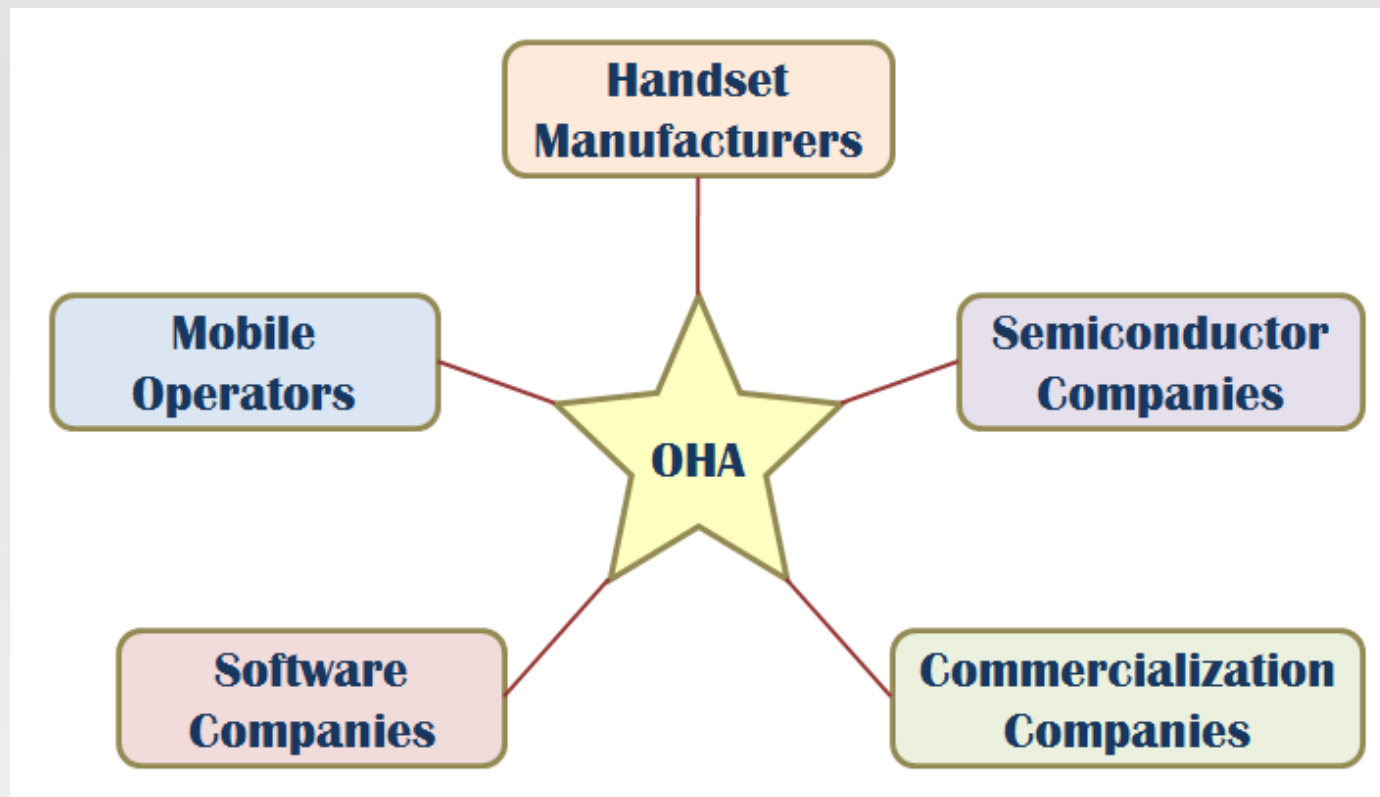 Handset
Manufacturers
Mobile
Operators
Semiconductor
Companies
OHA
Software
Companies
Commercialization
Companies